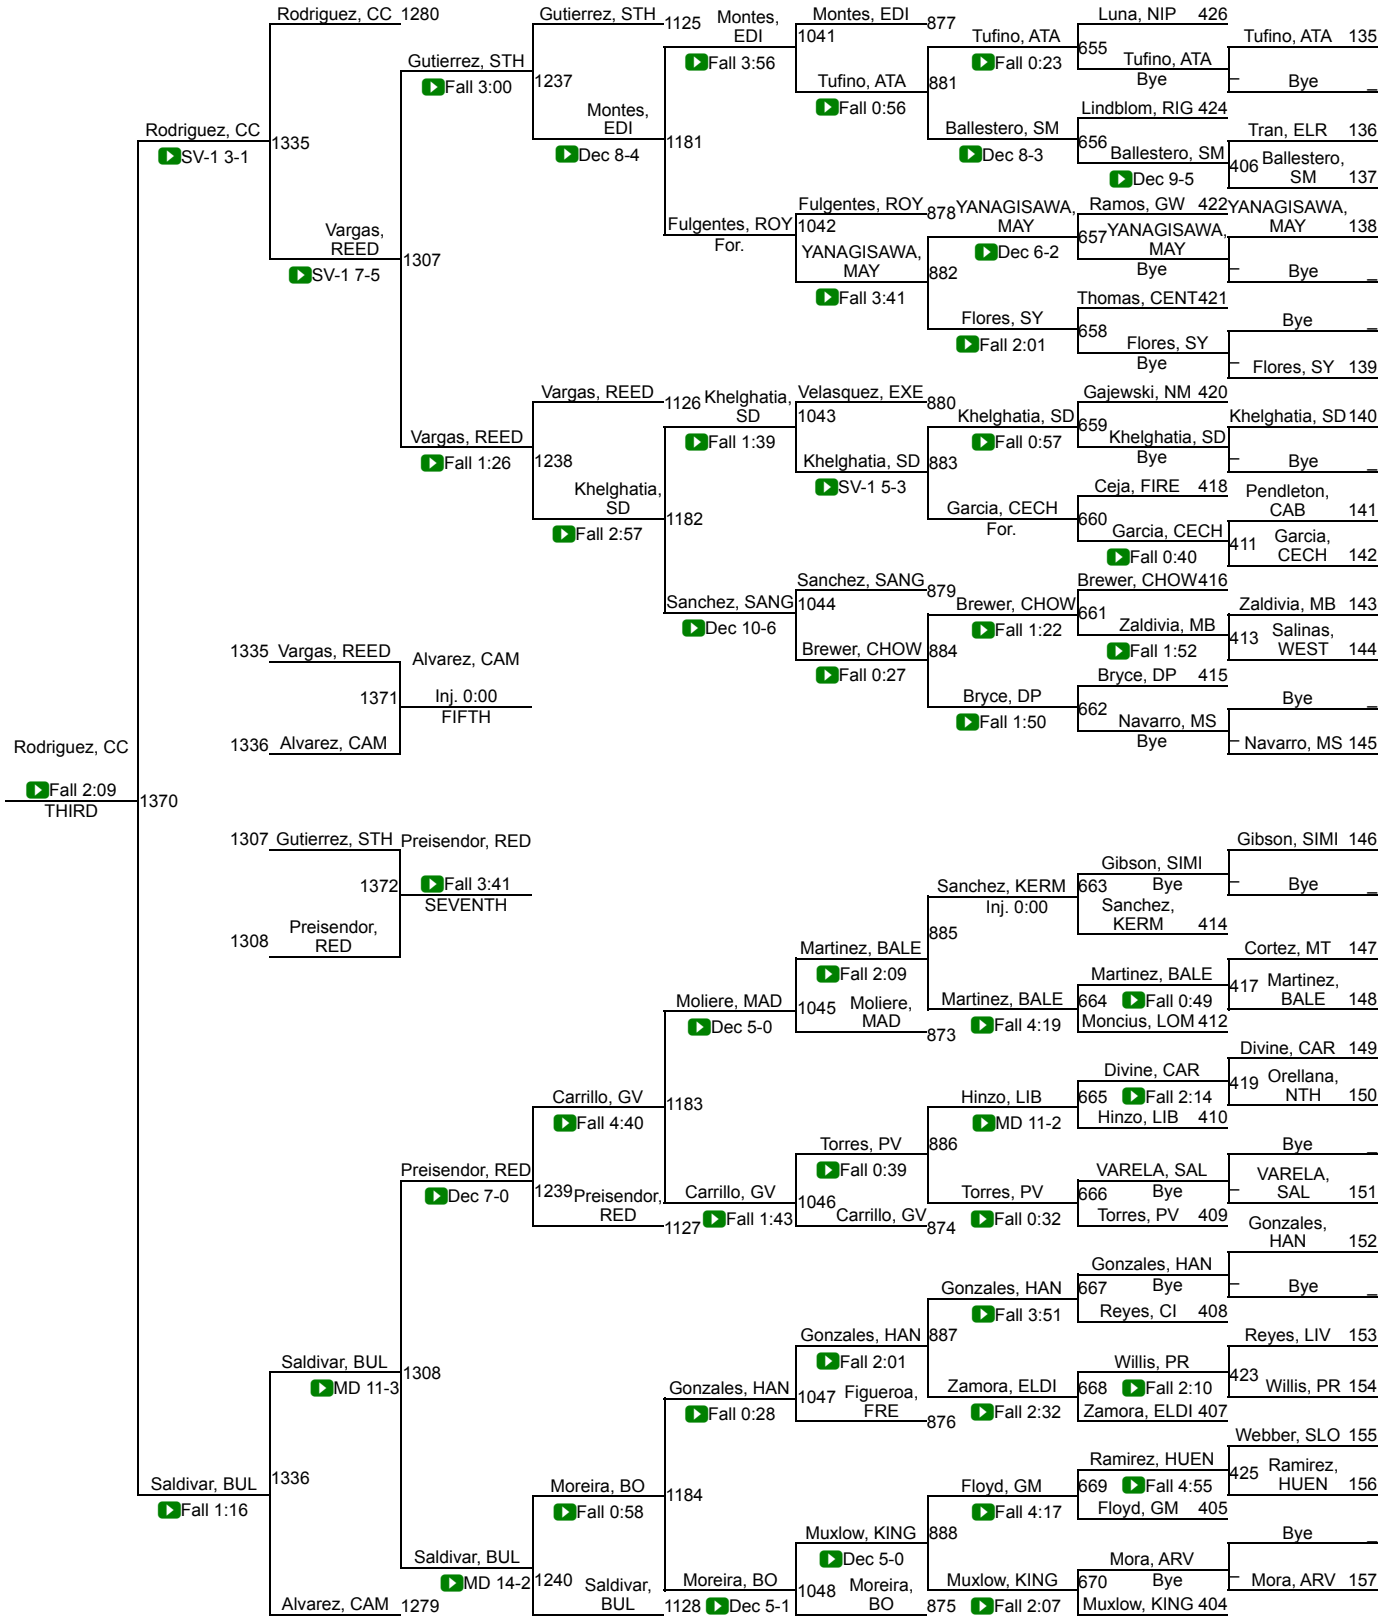 Rodriguez, CC 1280
Gutierrez, STH 1125
Montes, EDI
Montes, EDI 877
Luna, NIP 426
Tufino, ATA 135
Tufino, ATA
1041
655
Tufino, ATA
Fall 0:23
Fall 3:56
Gutierrez, STH
Fall 3:00
1237
Tufino, ATA
881
Bye
– Bye _
Fall 0:56
Montes, EDI
Dec 8-4
1181
Lindblom, RIG 424
Ballestero, SM
Dec 8-3
656
Tran, ELR 136
Ballestero, SM
406 Ballestero, SM 137
Dec 9-5
Rodriguez, CC
SV-1 3-1
1335
Fulgentes, ROY
For.
Fulgentes, ROY 878
1042
YANAGISAWA, MAY
Dec 6-2
Ramos, GW 422
YANAGISAWA, MAY 138
657 YANAGISAWA, MAY
Bye
– Bye _
YANAGISAWA, MAY
Fall 3:41
882
Vargas, REED
SV-1 7-5
1307
Thomas, CENT 421
Flores, SY
Fall 2:01
658
Flores, SY
Bye
Bye _
– Flores, SY 139
Vargas, REED 1126
Khelghatia, SD
Fall 1:39
Velasquez, EXE 880
1043
Khelghatia, SD
Fall 0:57
Gajewski, NM 420
659
Khelghatia, SD
Bye
Khelghatia, SD 140
– Bye _
Vargas, REED
Fall 1:26
1238
Khelghatia, SD
SV-1 5-3
883
Khelghatia, SD
Fall 2:57
1182
Garcia, CECH
For.
Ceja, FIRE 418
660
Garcia, CECH
Fall 0:40
Pendleton, CAB 141
411 Garcia, CECH 142
Sanchez, SANG
Dec 10-6
Sanchez, SANG 879
1044
Brewer, CHOW
Fall 1:22
Brewer, CHOW 416
661
Zaldivia, MB
Fall 1:52
Zaldivia, MB 143
413 Salinas, WEST 144
Brewer, CHOW
Fall 0:27
884
1335 Vargas, REED
Alvarez, CAM
1371
Inj. 0:00
FIFTH
1336 Alvarez, CAM
Bryce, DP
Fall 1:50
Bryce, DP 415
662
Navarro, MS
Bye
Bye _
– Navarro, MS 145
Rodriguez, CC
Fall 2:09
THIRD
1370
1307 Gutierrez, STH
Preisendor, RED
1372
Fall 3:41
SEVENTH
1308 Preisendor, RED
Gibson, SIMI 146
Gibson, SIMI
Bye
– Bye _
Sanchez, KERM
Inj. 0:00
663
Sanchez, KERM 414
885
Martinez, BALE
Fall 2:09
Cortez, MT 147
Martinez, BALE
Fall 0:49
417 Martinez, BALE 148
Martinez, BALE
Fall 4:19
664
Moncius, LOM 412
Moliere, MAD
Dec 5-0
1045 Moliere, MAD
873
Divine, CAR 149
Divine, CAR
Fall 2:14
419 Orellana, NTH 150
Carrillo, GV
Fall 4:40
1183
Hinzo, LIB
MD 11-2
665
Hinzo, LIB 410
Torres, PV
Fall 0:39
886
Bye _
VARELA, SAL
Bye
– VARELA, SAL 151
Preisendor, RED
Dec 7-0
1239 Preisendor, RED
1127
Carrillo, GV
Fall 1:43
1046
Carrillo, GV
874
Torres, PV
Fall 0:32
666
Torres, PV 409
Gonzales, HAN 152
Gonzales, HAN
Bye
– Bye _
Gonzales, HAN
Fall 3:51
667
Reyes, CI 408
Gonzales, HAN
Fall 2:01
887
Reyes, LIV 153
Willis, PR
Fall 2:10
423
Willis, PR 154
Saldivar, BUL
MD 11-3
1308
Gonzales, HAN
Fall 0:28
1047 Figueroa, FRE
876
Zamora, ELDI
Fall 2:32
668
Zamora, ELDI 407
Webber, SLO 155
Ramirez, HUEN
Fall 4:55
425 Ramirez, HUEN 156
Saldivar, BUL
Fall 1:16
1336
Moreira, BO
Fall 0:58
1184
Floyd, GM
Fall 4:17
669
Floyd, GM 405
Muxlow, KING
Dec 5-0
888
Bye _
Mora, ARV
Bye
– Mora, ARV 157
Saldivar, BUL
MD 14-2
1240 Saldivar, BUL
1128
Moreira, BO
Dec 5-1
1048 Moreira, BO
875
Muxlow, KING
Fall 2:07
670
Muxlow, KING 404
Alvarez, CAM 1279